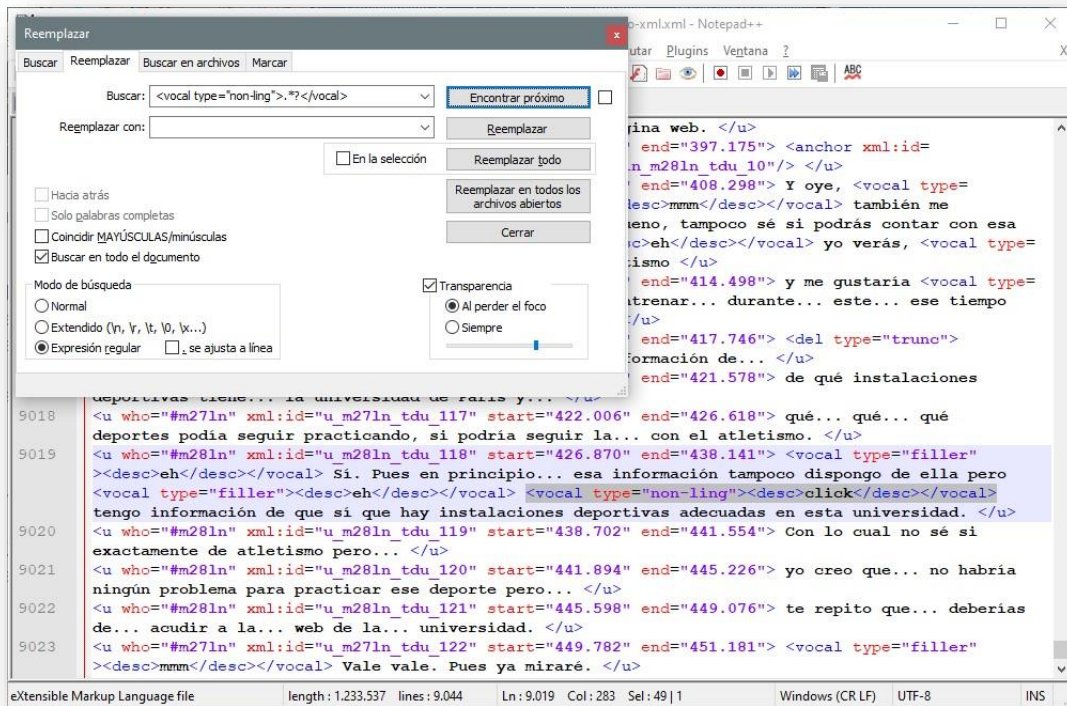 o-xml.xml - Notepad++
Reemplazar
x
utar Plugins Ventana ?
X
Buscar Reemplazar Buscar en archivos Marcar
ABC
Buscar: <vocal type="non-ling">.*?</vocal>
Encontrar próximo
Reemplazar con:
Reemplazar
En la selección
Reemplazar todo
Reemplazar en todos los
archivos abiertos
Cerrar
Hacia atrás
Solo palabras completas
Coincidir MAYÚSCULAS/minúsculas
Buscar en todo el documento
Modo de búsqueda
Normal
Extendido (\n, \r, \t, \0, \x...)
Expresión regular
. se ajusta a línea
Transparencia
Al perder el foco
Siempre
gina web. </u>
" end="397.175"> <anchor xml:id=
n_m28ln_tdu_10"/> </u>
" end="408.298"> Y oye, <vocal type=
desc>mmm</desc></vocal> también me
ueno, tampoco sé si podrás contar con esa
c>eh</desc></vocal> yo verás, <vocal type=
tismo </u>
" end="414.498"> y me gustaría <vocal type=
ntrenar... durante... este... ese tiempo
/u>
" end="417.746"> <del type="trunc">
ormación de... </u>
" end="421.578"> de qué instalaciones
deportivas tiene... la universidad de París y... </u>
9018 <u who="#m27ln" xml:id="u_m27ln_tdu_117" start="422.006" end="426.618"> qué... qué... qué
deportes podía seguir practicando, si podría seguir la... con el atletismo. </u>
9019 <u who="#m28ln" xml:id="u_m28ln_tdu_118" start="426.870" end="438.141"> <vocal type="filler"
><desc>eh</desc></vocal> Sí. Pues en principio... esa información tampoco dispongo de ella pero
<vocal type="filler"><desc>eh</desc></vocal> <vocal type="non-ling"><desc>click</desc></vocal>
tengo información de que sí que hay instalaciones deportivas adecuadas en esta universidad. </u>
9020 <u who="#m28ln" xml:id="u_m28ln_tdu_119" start="438.702" end="441.554"> Con lo cual no sé si
exactamente de atletismo pero... </u>
9021 <u who="#m28ln" xml:id="u_m28ln_tdu_120" start="441.894" end="445.226"> yo creo que... no habría
ningún problema para practicar ese deporte pero... </u>
9022 <u who="#m28ln" xml:id="u_m28ln_tdu_121" start="445.598" end="449.076"> te repito que... deberías
de... acudir a la... web de la... universidad. </u>
9023 <u who="#m28ln" xml:id="u_m28ln_tdu_122" start="449.782" end="451.181"> <vocal type="filler"
><desc>mmm</desc></vocal> Vale vale. Pues ya miraré. </u>
eXtensible Markup Language file length : 1.233.537 lines : 9.044 Ln : 9.019 Col : 283 Sel : 49 | 1 Windows (CR LF) UTF-8 INS